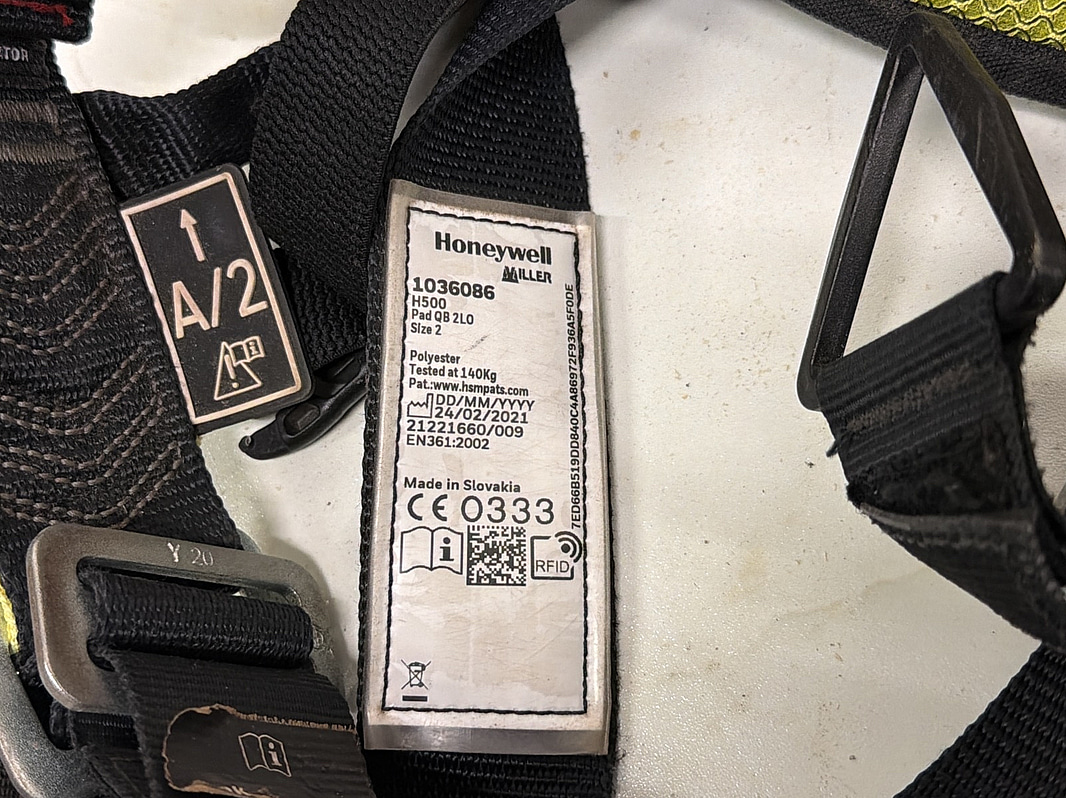 TOR
A/2
Honeywell
MILLER
1036086
H500
Pad QB 2LO
Size 2
Polyester
Tested at 140Kg
Pat.:www.hsmpats.com
DD/MM/YYYY
24/02/2021
21221660/009
EN361:2002
Made in Slovakia
CE 0333
i
RFID
7ED66B519DD840C4A86972F936A5F0DE
Y 20
i